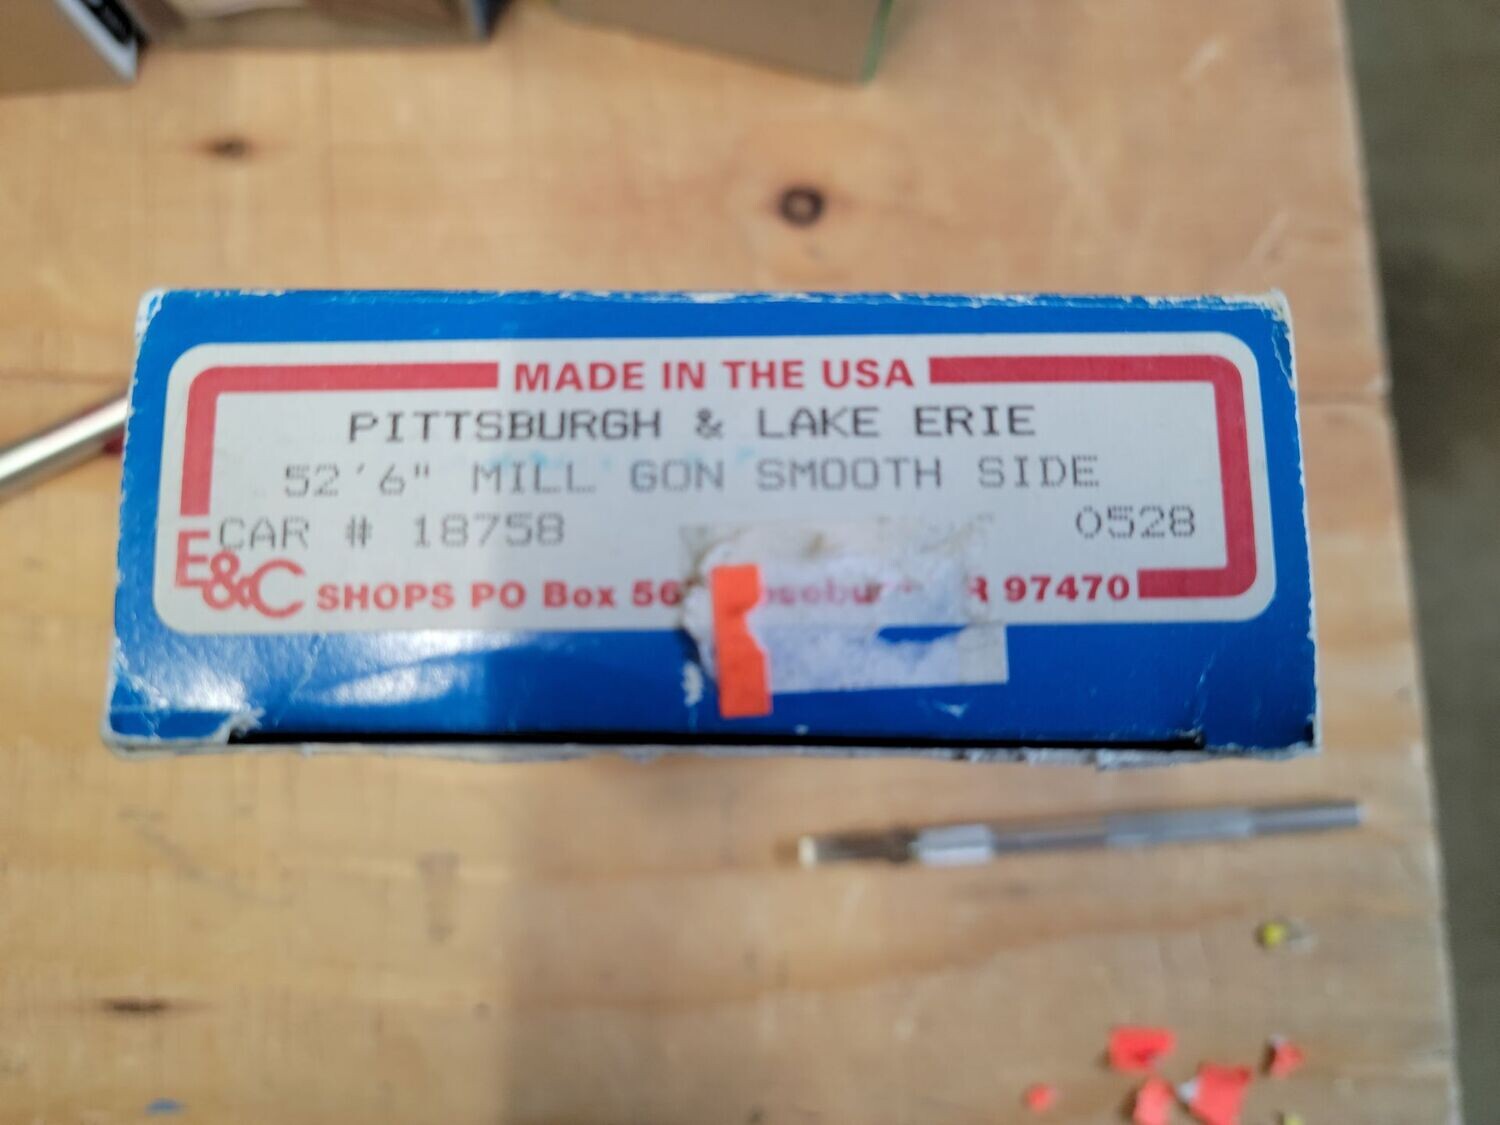 MADE IN THE USA
PITTSBURGH & LAKE ERIE
52'6" MILL GON SMOOTH SIDE
CAR # 18758 0528
E&C SHOPS PO Box 97470